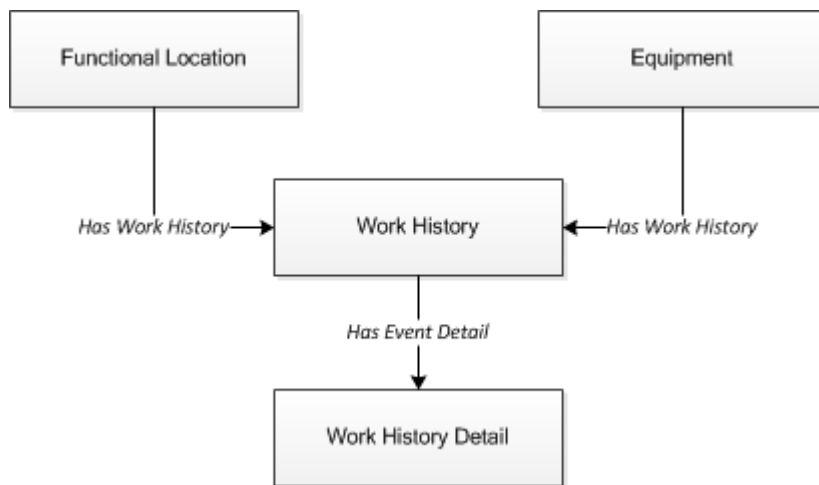 Functional Location
Equipment
Work History
Has Work History
Has Work History
Has Event Detail
Work History Detail